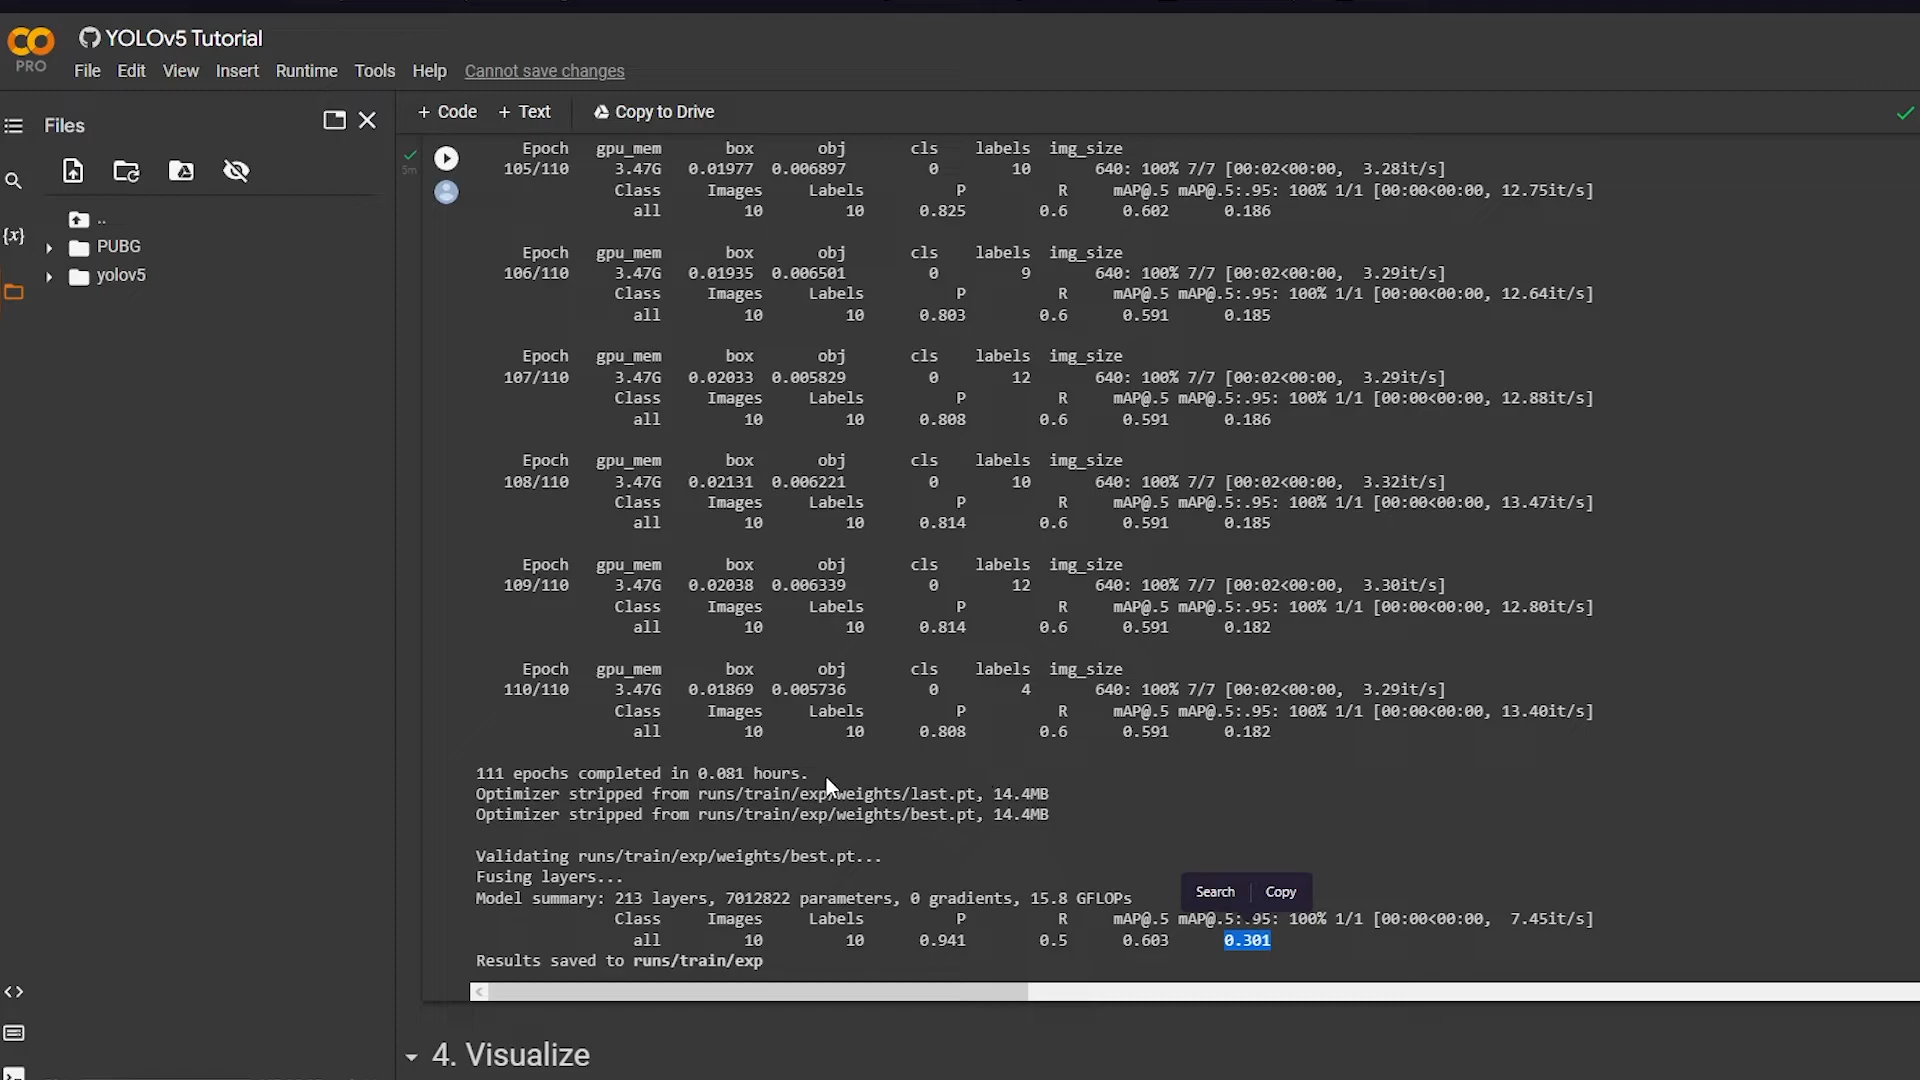 YOLOv5 Tutorial
PRO
File Edit View Insert Runtime Tools Help Cannot save changes
Files
+ Code + Text Copy to Drive
..
PUBG
yolov5
{x}
5m
Epoch gpu_mem box obj cls labels img_size
105/110 3.47G 0.01977 0.006897 0 10 640: 100% 7/7 [00:02<00:00, 3.28it/s]
Class Images Labels P R mAP@.5 mAP@.5:.95: 100% 1/1 [00:00<00:00, 12.75it/s]
all 10 10 0.825 0.6 0.602 0.186
Epoch gpu_mem box obj cls labels img_size
106/110 3.47G 0.01935 0.006501 0 9 640: 100% 7/7 [00:02<00:00, 3.29it/s]
Class Images Labels P R mAP@.5 mAP@.5:.95: 100% 1/1 [00:00<00:00, 12.64it/s]
all 10 10 0.803 0.6 0.591 0.185
Epoch gpu_mem box obj cls labels img_size
107/110 3.47G 0.02033 0.005829 0 12 640: 100% 7/7 [00:02<00:00, 3.29it/s]
Class Images Labels P R mAP@.5 mAP@.5:.95: 100% 1/1 [00:00<00:00, 12.88it/s]
all 10 10 0.808 0.6 0.591 0.186
Epoch gpu_mem box obj cls labels img_size
108/110 3.47G 0.02131 0.006221 0 10 640: 100% 7/7 [00:02<00:00, 3.32it/s]
Class Images Labels P R mAP@.5 mAP@.5:.95: 100% 1/1 [00:00<00:00, 13.47it/s]
all 10 10 0.814 0.6 0.591 0.185
Epoch gpu_mem box obj cls labels img_size
109/110 3.47G 0.02038 0.006339 0 12 640: 100% 7/7 [00:02<00:00, 3.30it/s]
Class Images Labels P R mAP@.5 mAP@.5:.95: 100% 1/1 [00:00<00:00, 12.80it/s]
all 10 10 0.814 0.6 0.591 0.182
Epoch gpu_mem box obj cls labels img_size
110/110 3.47G 0.01869 0.005736 0 4 640: 100% 7/7 [00:02<00:00, 3.29it/s]
Class Images Labels P R mAP@.5 mAP@.5:.95: 100% 1/1 [00:00<00:00, 13.40it/s]
all 10 10 0.808 0.6 0.591 0.182
111 epochs completed in 0.081 hours.
Optimizer stripped from runs/train/exp/weights/last.pt, 14.4MB
Optimizer stripped from runs/train/exp/weights/best.pt, 14.4MB
Validating runs/train/exp/weights/best.pt...
Fusing layers...
Search Copy
Model summary: 213 layers, 7012822 parameters, 0 gradients, 15.8 GFLOPs
Class Images Labels P R mAP@.5 mAP@.5:.95: 100% 1/1 [00:00<00:00, 7.45it/s]
all 10 10 0.941 0.5 0.603 0.301
Results saved to runs/train/exp
4. Visualize